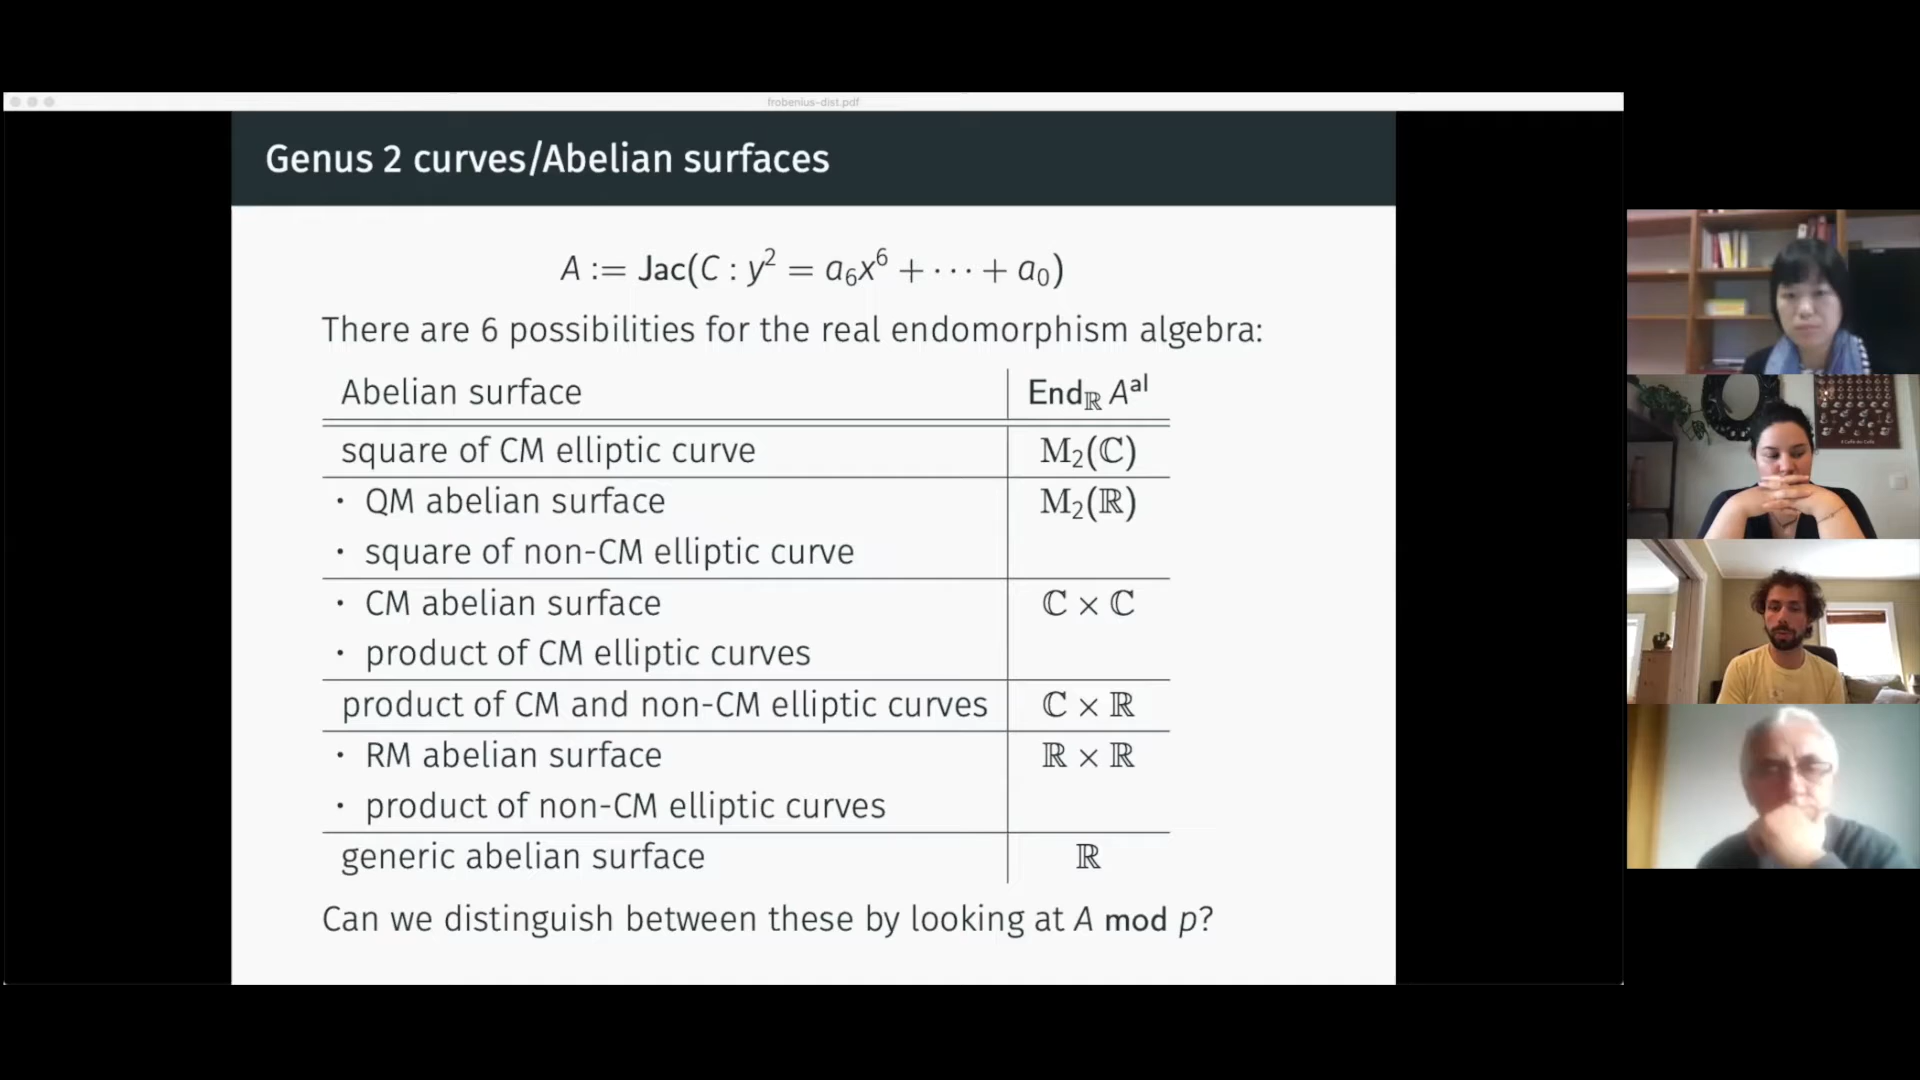 frobenius-dist.pdf
Genus 2 curves/Abelian surfaces
A := Jac(C : y² = a₆x⁶ + ··· + a₀)
There are 6 possibilities for the real endomorphism algebra:
Abelian surface End_ℝ A^al
square of CM elliptic curve M₂(ℂ)
· QM abelian surface M₂(ℝ)
· square of non-CM elliptic curve
· CM abelian surface ℂ × ℂ
· product of CM elliptic curves
product of CM and non-CM elliptic curves ℂ × ℝ
· RM abelian surface ℝ × ℝ
· product of non-CM elliptic curves
generic abelian surface ℝ
Can we distinguish between these by looking at A mod p?